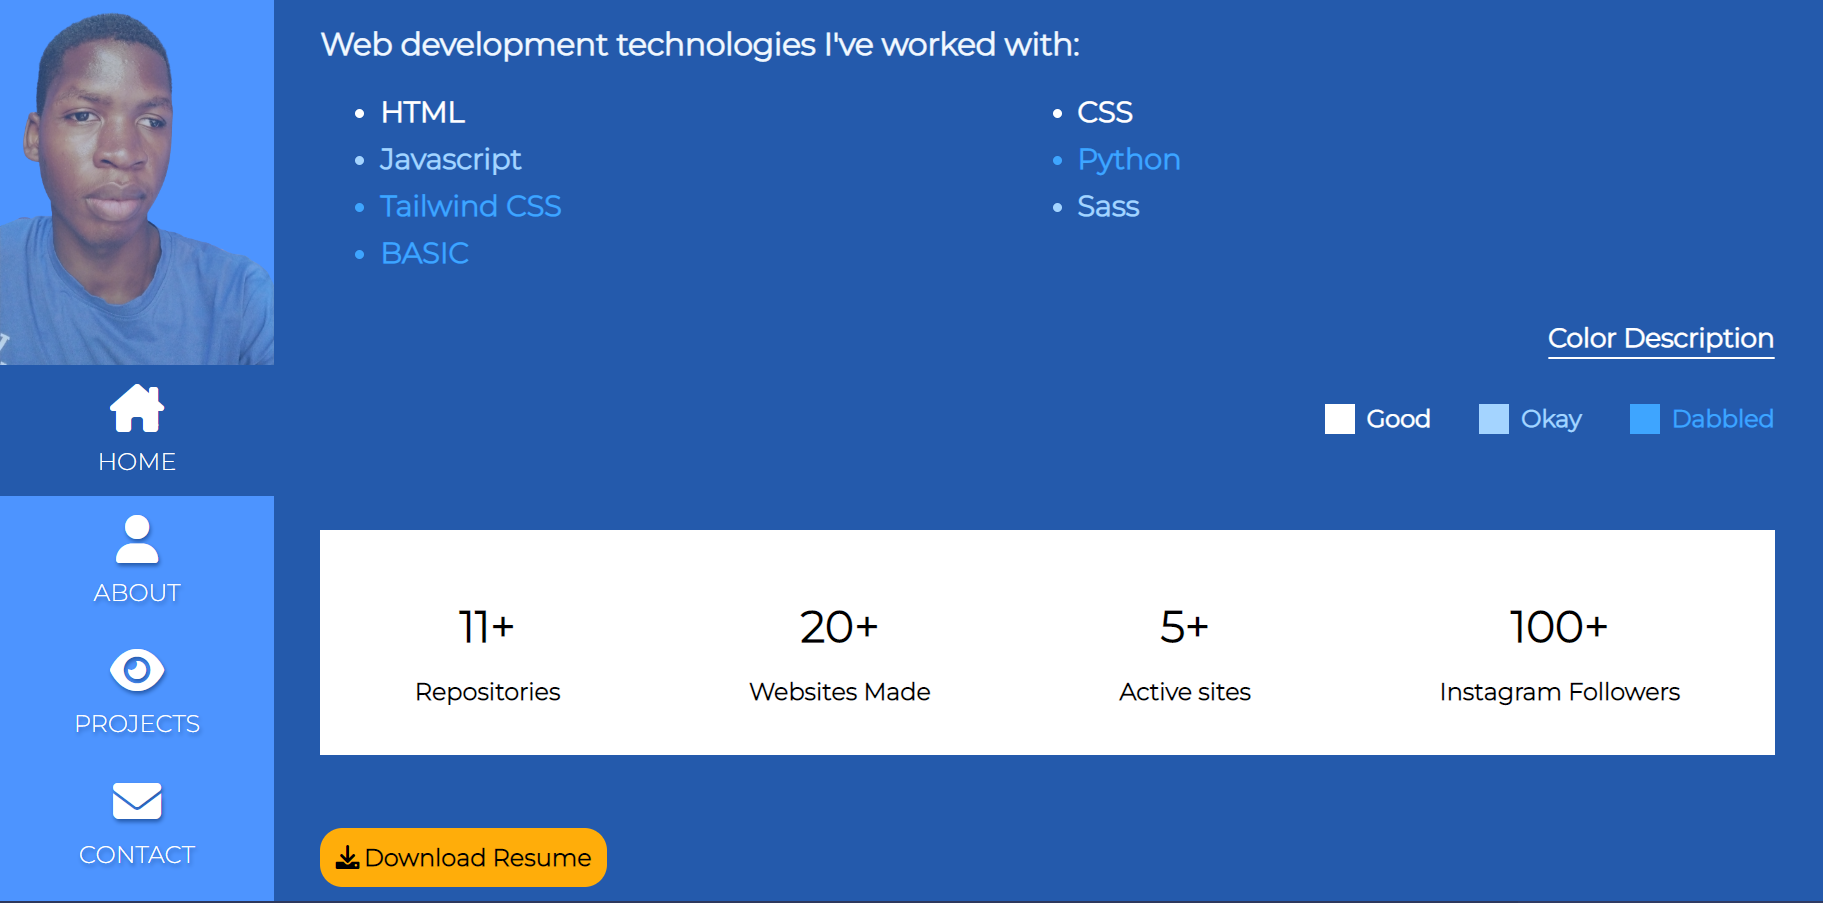 Web development technologies I've worked with:
HTML
CSS
Javascript
Python
Tailwind CSS
Sass
BASIC
Color Description
Good
Okay
Dabbled
HOME
ABOUT
PROJECTS
CONTACT
11+
Repositories
20+
Websites Made
5+
Active sites
100+
Instagram Followers
Download Resume